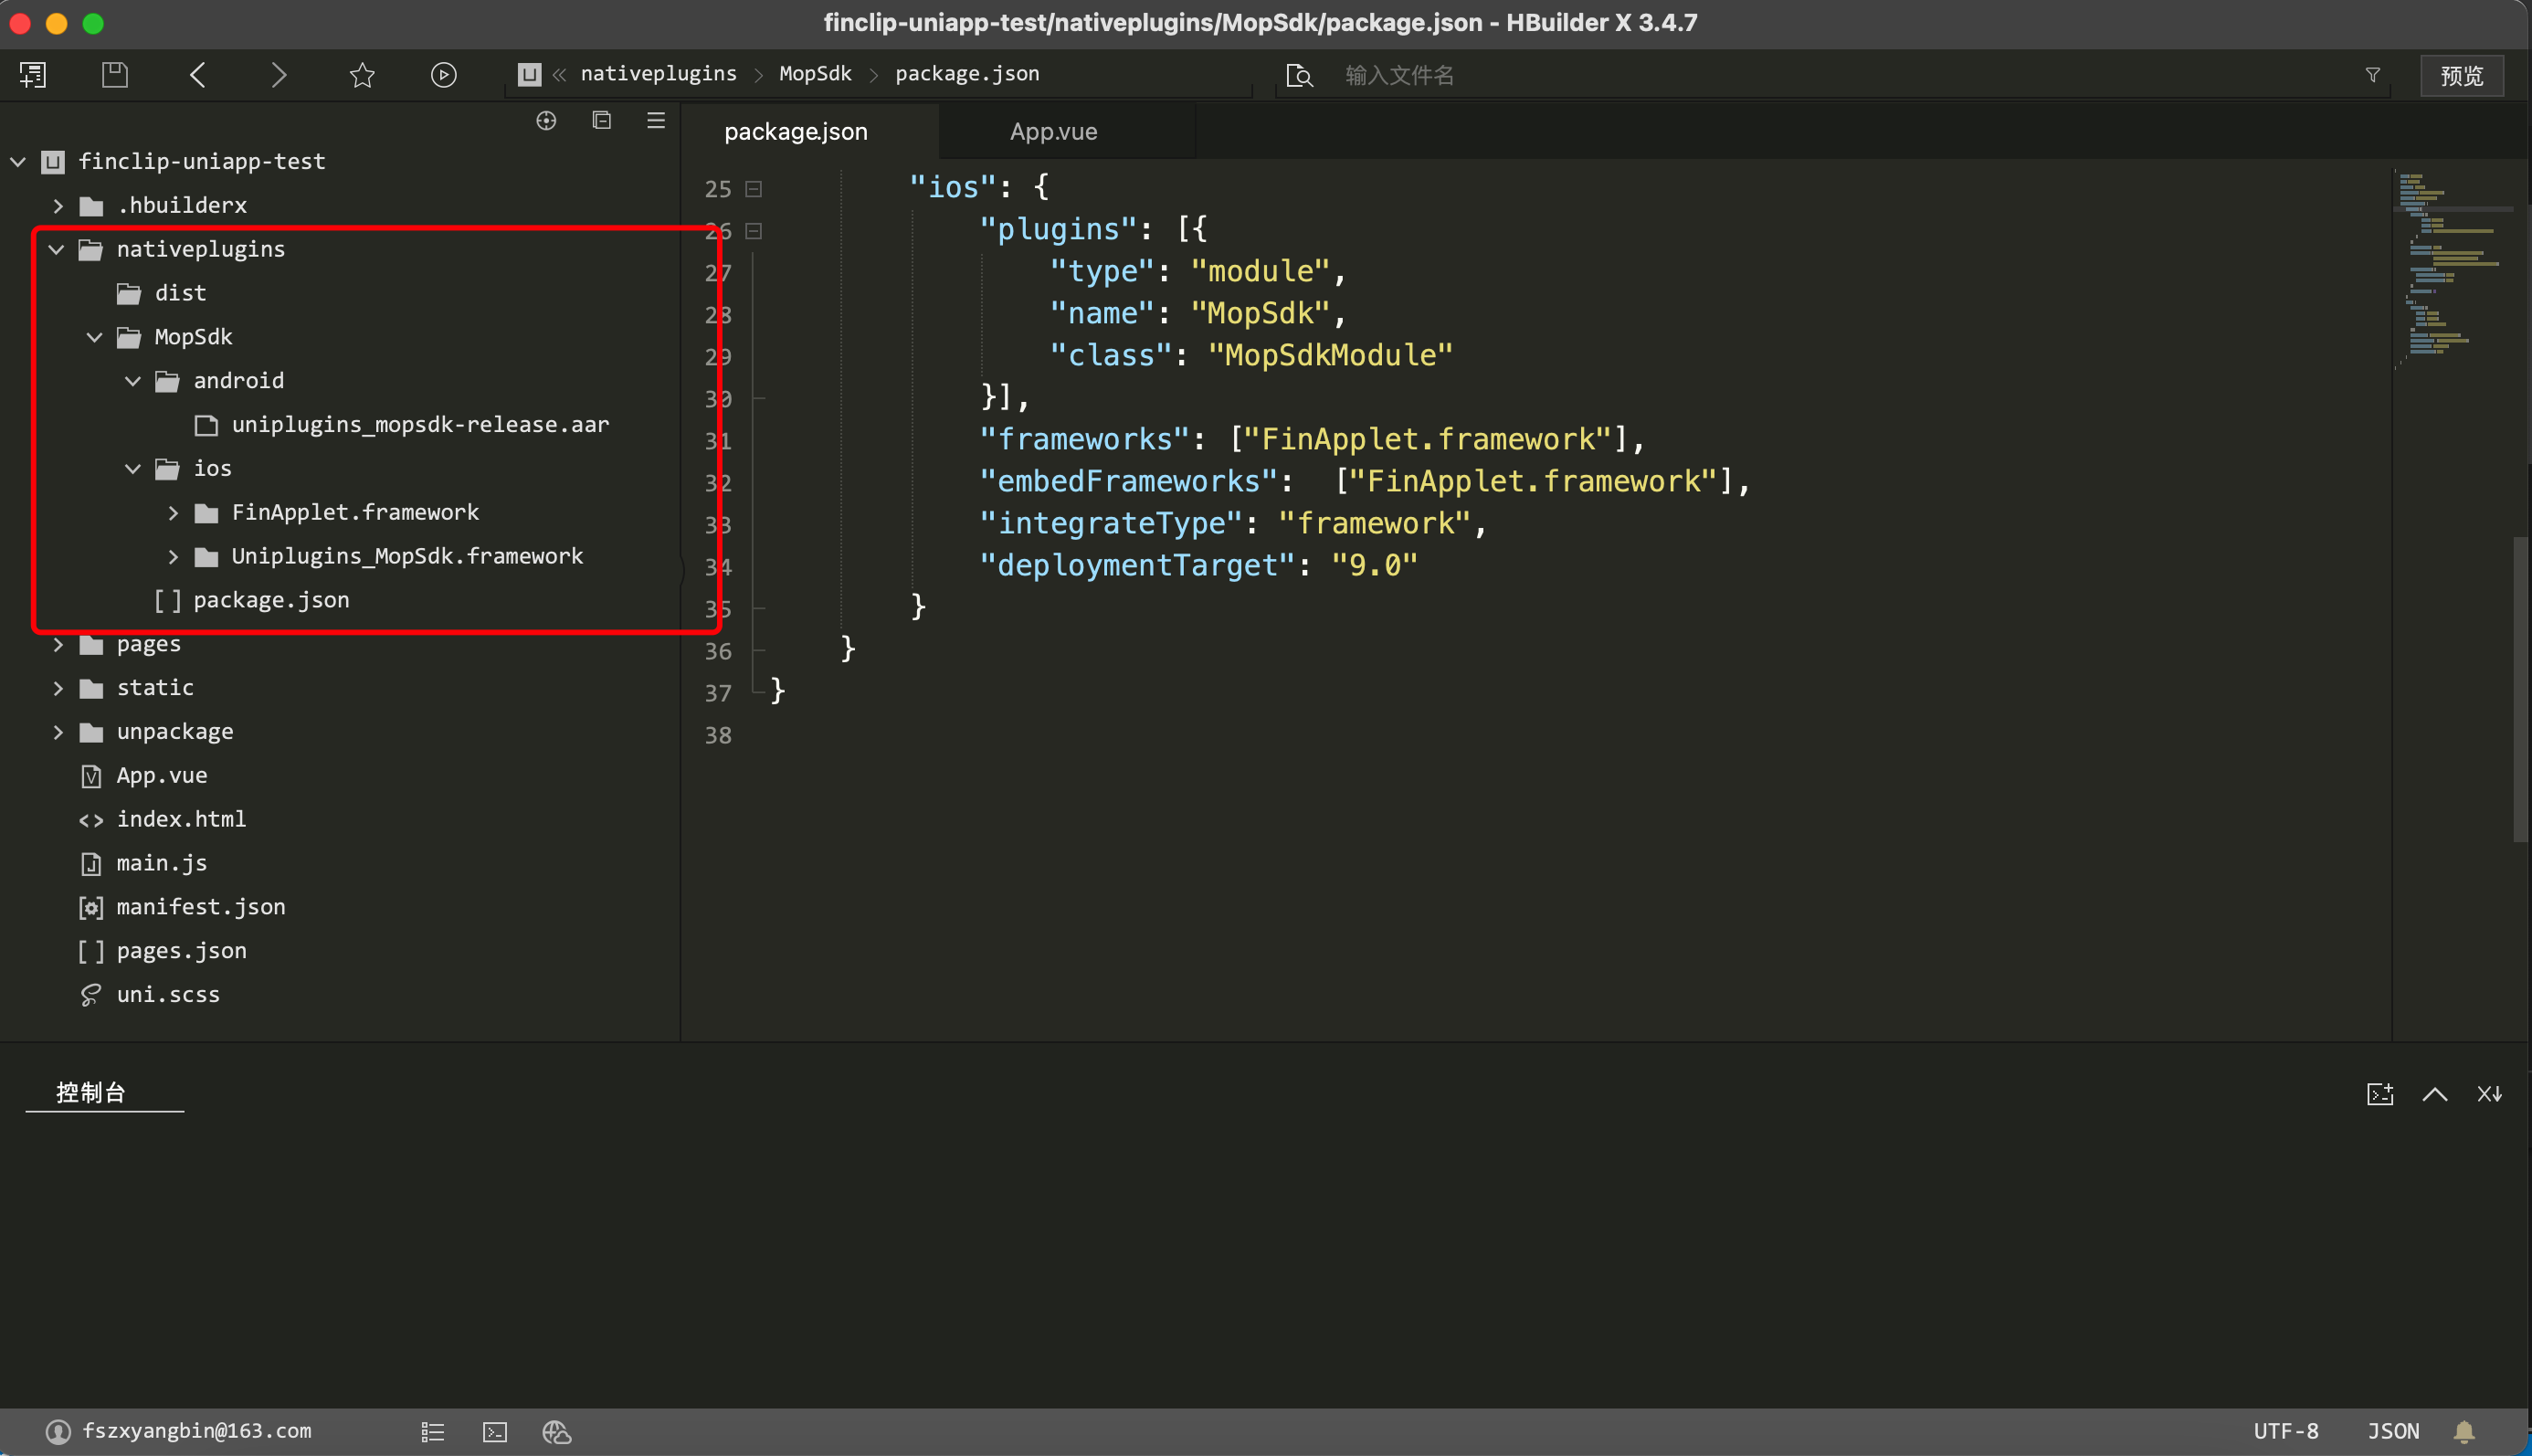 finclip-uniapp-test/nativeplugins/MopSdk/package.json - HBuilder X 3.4.7
nativeplugins > MopSdk > package.json
输入文件名
预览
finclip-uniapp-test
.hbuilderx
nativeplugins
dist
MopSdk
android
uniplugins_mopsdk-release.aar
ios
FinApplet.framework
Uniplugins_MopSdk.framework
package.json
pages
static
unpackage
App.vue
index.html
main.js
manifest.json
pages.json
uni.scss
package.json
App.vue
25 "ios": {
26 "plugins": [{
27 "type": "module",
28 "name": "MopSdk",
29 "class": "MopSdkModule"
30 }],
31 "frameworks": ["FinApplet.framework"],
32 "embedFrameworks":  ["FinApplet.framework"],
33 "integrateType": "framework",
34 "deploymentTarget": "9.0"
35 }
36 }
37 }
38
控制台
fszxyangbin@163.com
UTF-8
JSON